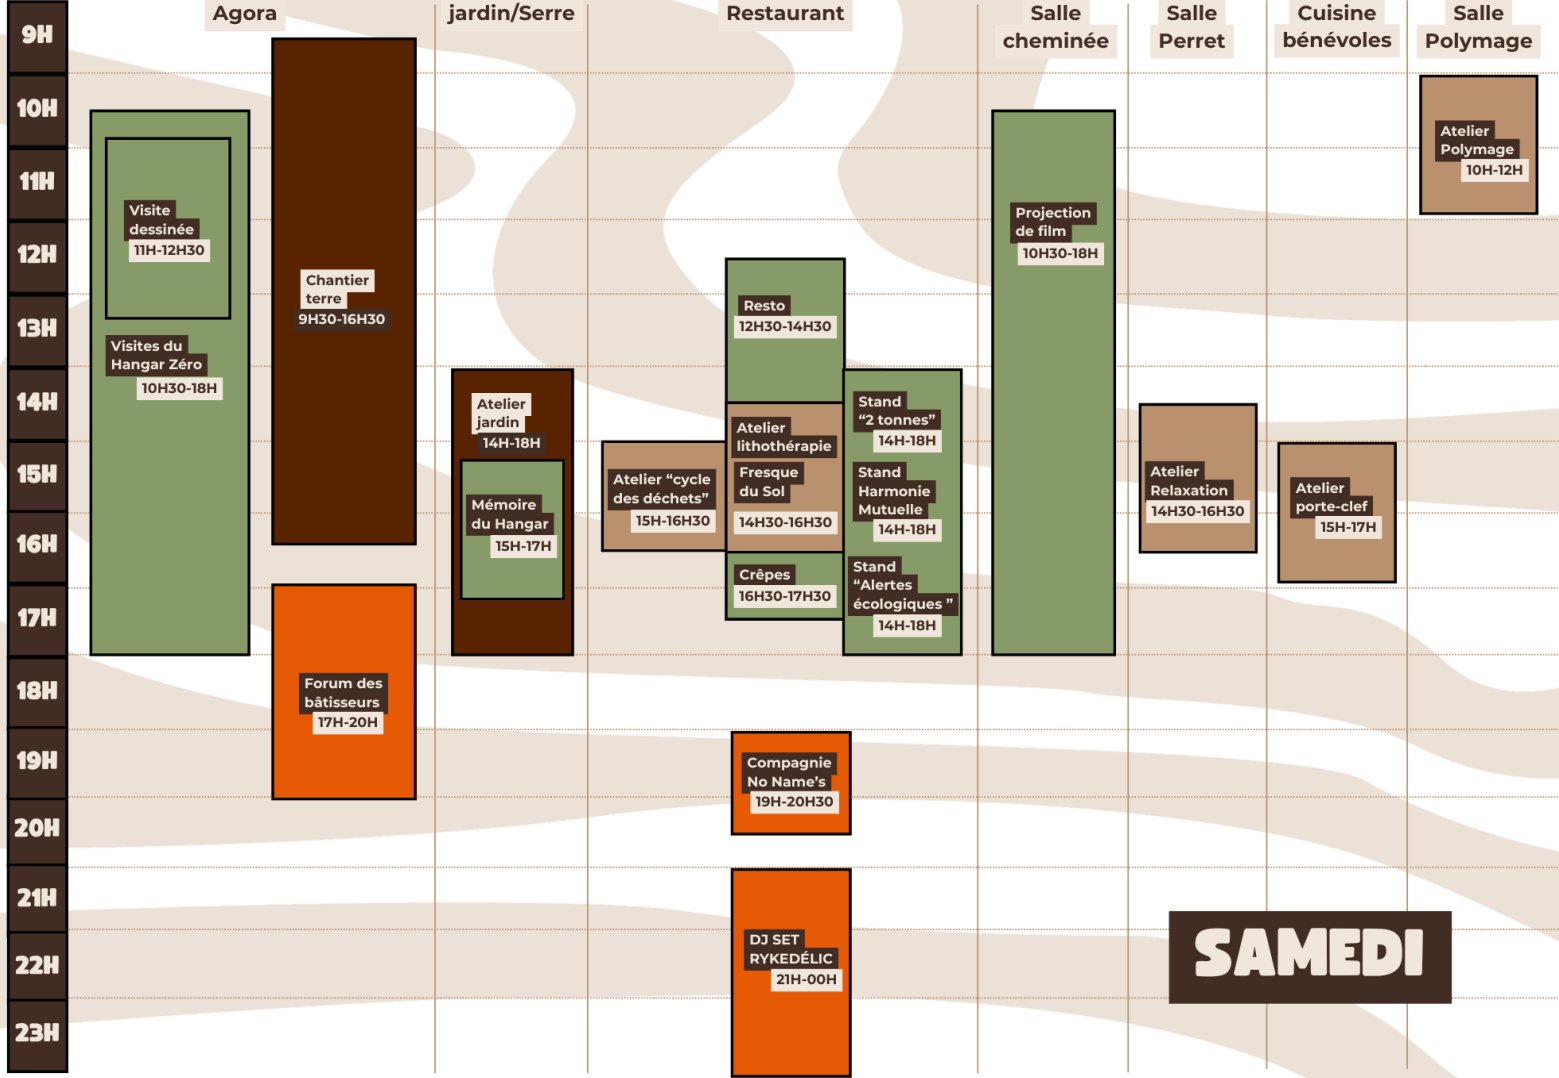 Agora
jardin/Serre
Restaurant
Salle
cheminée
Salle
Perret
Cuisine
bénévoles
Salle
Polymage
9H
10H
11H
12H
13H
14H
15H
16H
17H
18H
19H
20H
21H
22H
23H
Visite
dessinée
11H-12H30
Visites du
Hangar Zéro
10H30-18H
Chantier
terre
9H30-16H30
Forum des
bâtisseurs
17H-20H
Atelier
jardin
14H-18H
Mémoire
du Hangar
15H-17H
Atelier “cycle
des déchets”
15H-16H30
Resto
12H30-14H30
Atelier
lithothérapie
Fresque
du Sol
14H30-16H30
Crêpes
16H30-17H30
Stand
“2 tonnes”
14H-18H
Stand
Harmonie
Mutuelle
14H-18H
Stand
“Alertes
écologiques ”
14H-18H
Compagnie
No Name’s
19H-20H30
DJ SET
RYKEDÉLIC
21H-00H
Projection
de film
10H30-18H
Atelier
Relaxation
14H30-16H30
Atelier
porte-clef
15H-17H
Atelier
Polymage
10H-12H
SAMEDI